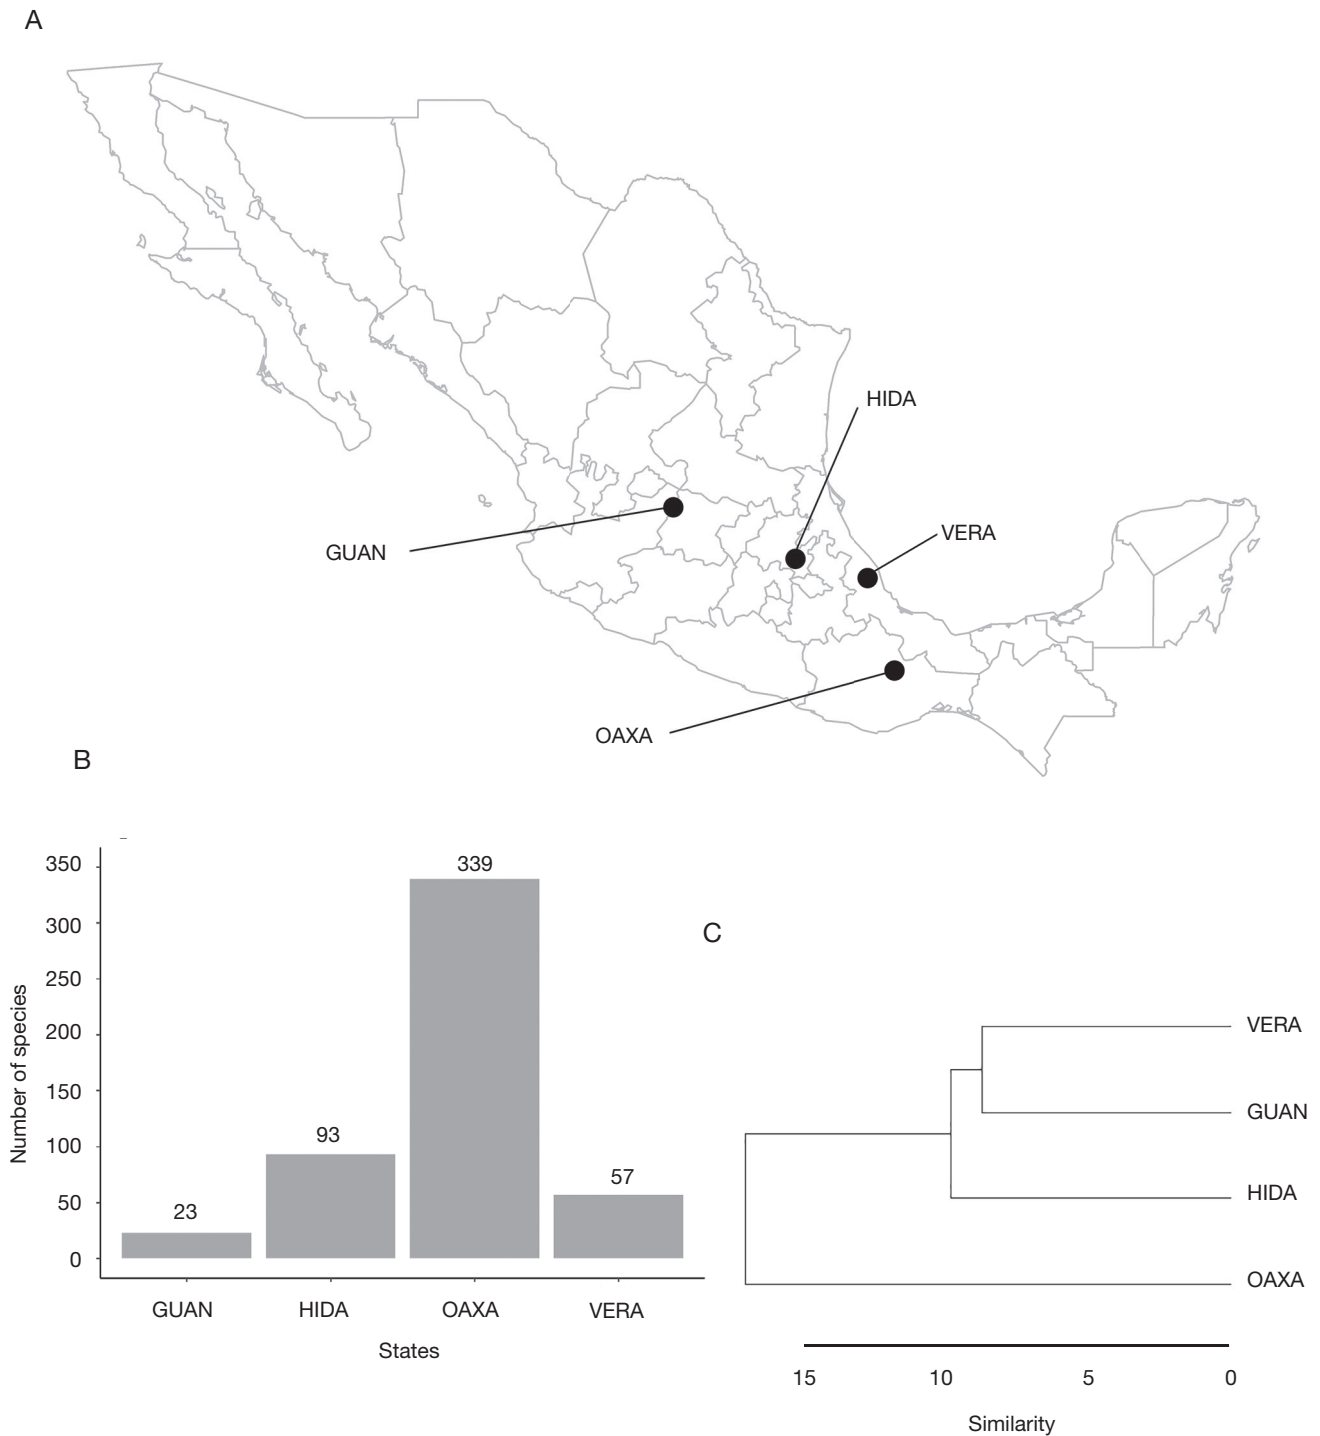 A
HIDA
VERA
GUAN
OAXA
B
350
300
250
200
150
100
50
0
Number of species
339
93
57
23
GUAN HIDA OAXA VERA
States
C
VERA
GUAN
HIDA
OAXA
15 10 5 0
Similarity